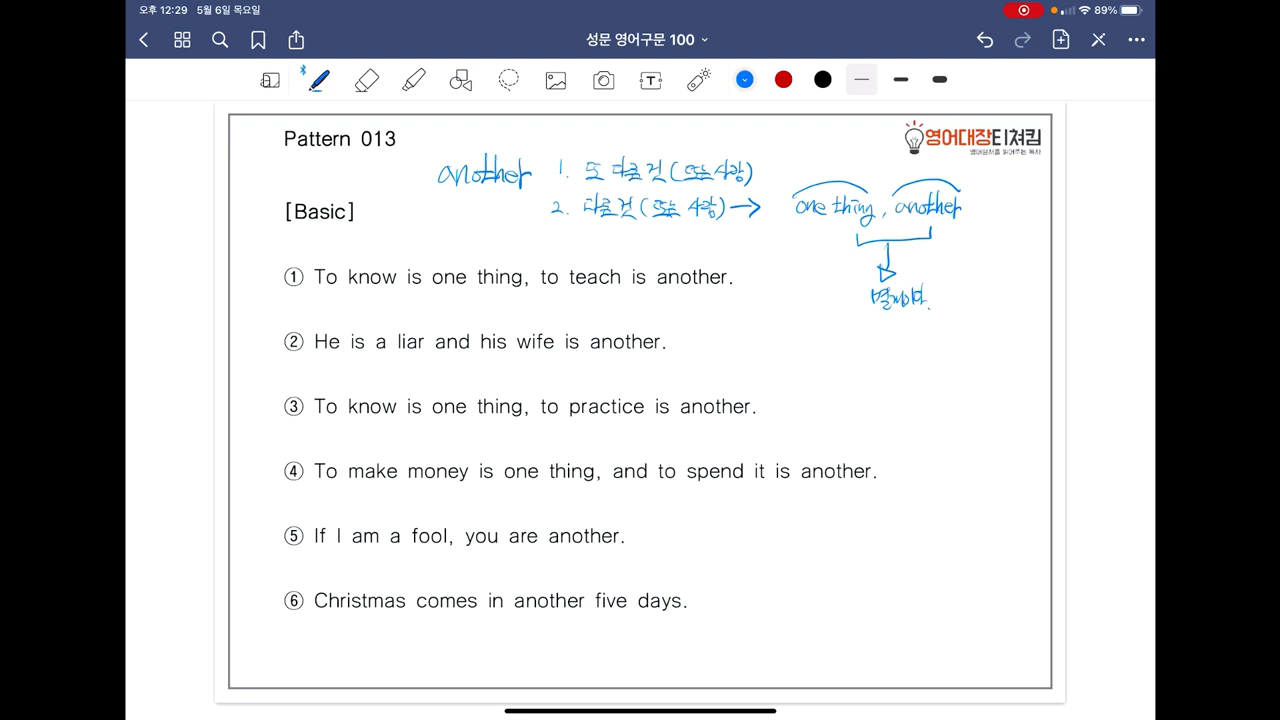 오후 12:29 5월 6일 목요일
89%
성문 영어구문 100
T
Pattern 013
영어대장티쳐킴
another 1. 또 다른 것 (또는 사람)
2. 다른 것 (또는 사람) → one thing, another
[Basic]
별개이다.
① To know is one thing, to teach is another.
② He is a liar and his wife is another.
③ To know is one thing, to practice is another.
④ To make money is one thing, and to spend it is another.
⑤ If I am a fool, you are another.
⑥ Christmas comes in another five days.